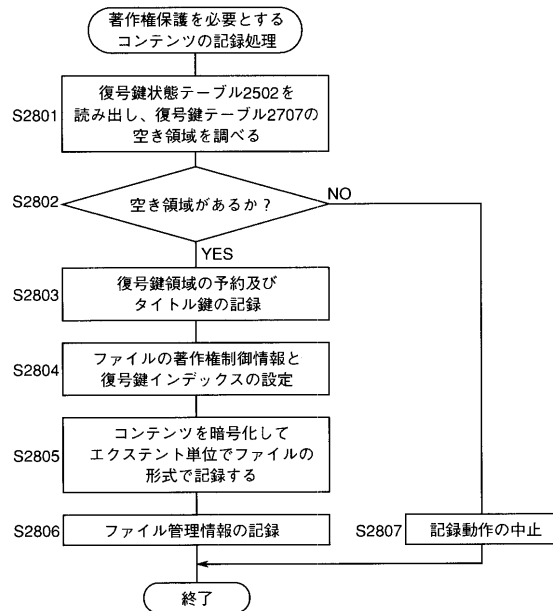 著作権保護を必要とする
コンテンツの記録処理
S2801
復号鍵状態テーブル2502を
読み出し、復号鍵テーブル2707の
空き領域を調べる
S2802
空き領域があるか？
NO
YES
S2803
復号鍵領域の予約及び
タイトル鍵の記録
S2804
ファイルの著作権制御情報と
復号鍵インデックスの設定
S2805
コンテンツを暗号化して
エクステント単位でファイルの
形式で記録する
S2806
ファイル管理情報の記録
S2807
記録動作の中止
終了